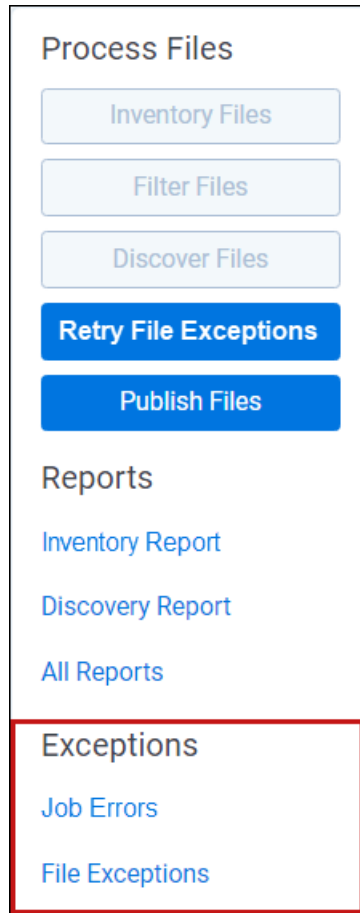 Process Files
Inventory Files
Filter Files
Discover Files
Retry File Exceptions
Publish Files
Reports
Inventory Report
Discovery Report
All Reports
Exceptions
Job Errors
File Exceptions